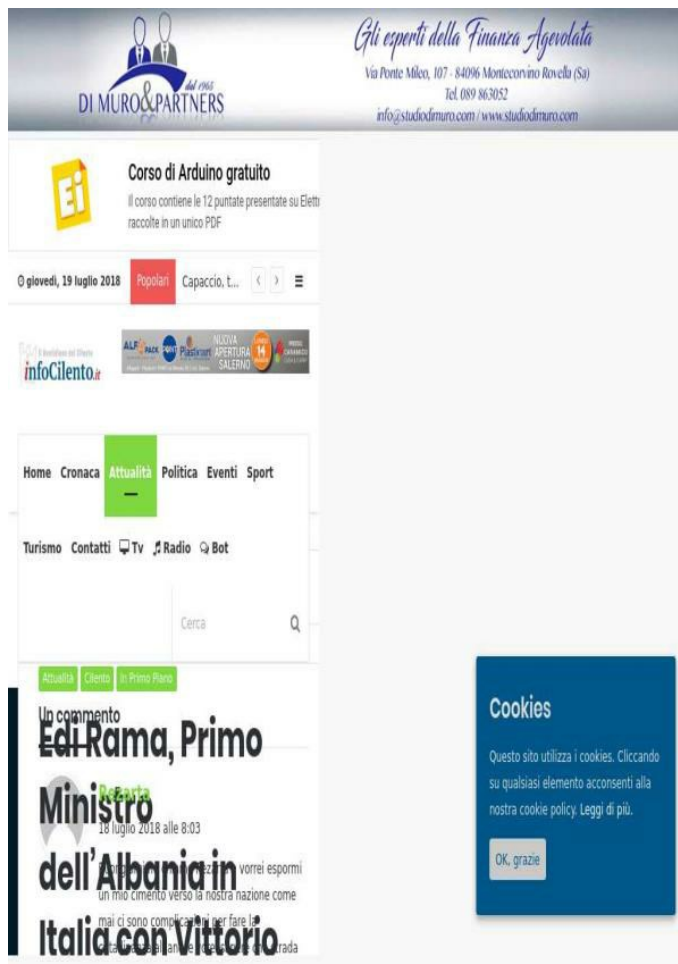 DI MURO&PARTNERS
dal 1965
Gli esperti della Finanza Agevolata
Via Ponte Mileo, 107 - 84096 Montecorvino Rovella (Sa)
Tel. 089 863052
info@studiodimuro.com / www.studiodimuro.com
Ei
Corso di Arduino gratuito
Il corso contiene le 12 puntate presentate su Elett
raccolte in un unico PDF
giovedì, 19 luglio 2018 Popolari Capaccio, t...
infoCilento.it
NUOVA
APERTURA
SALERNO
14
Home Cronaca Attualità Politica Eventi Sport
Turismo Contatti Tv Radio Bot
Cerca
Attualità Cilento In Primo Piano
Un commento
Edi Rama, Primo
Ministro
dell'Albania in
Italia con Vittorio
Rezarta
18 luglio 2018 alle 8:03
vorrei espormi
un mio cimento verso la nostra nazione come
mai ci sono complicazioni per fare la
strada
Cookies
Questo sito utilizza i cookies. Cliccando
su qualsiasi elemento acconsenti alla
nostra cookie policy. Leggi di più.
OK, grazie